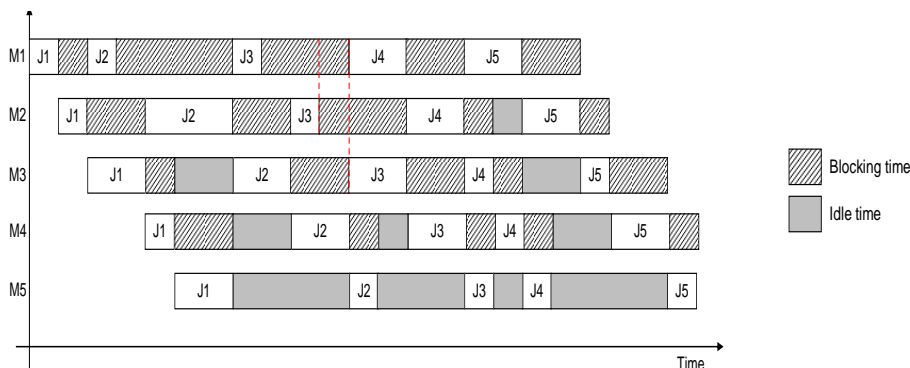 M1 J1 J2 J3 J4 J5
M2 J1 J2 J3 J4 J5
Blocking time
M3 J1 J2 J3 J4 J5
Idle time
M4 J1 J2 J3 J4 J5
M5 J1 J2 J3 J4 J5
Time